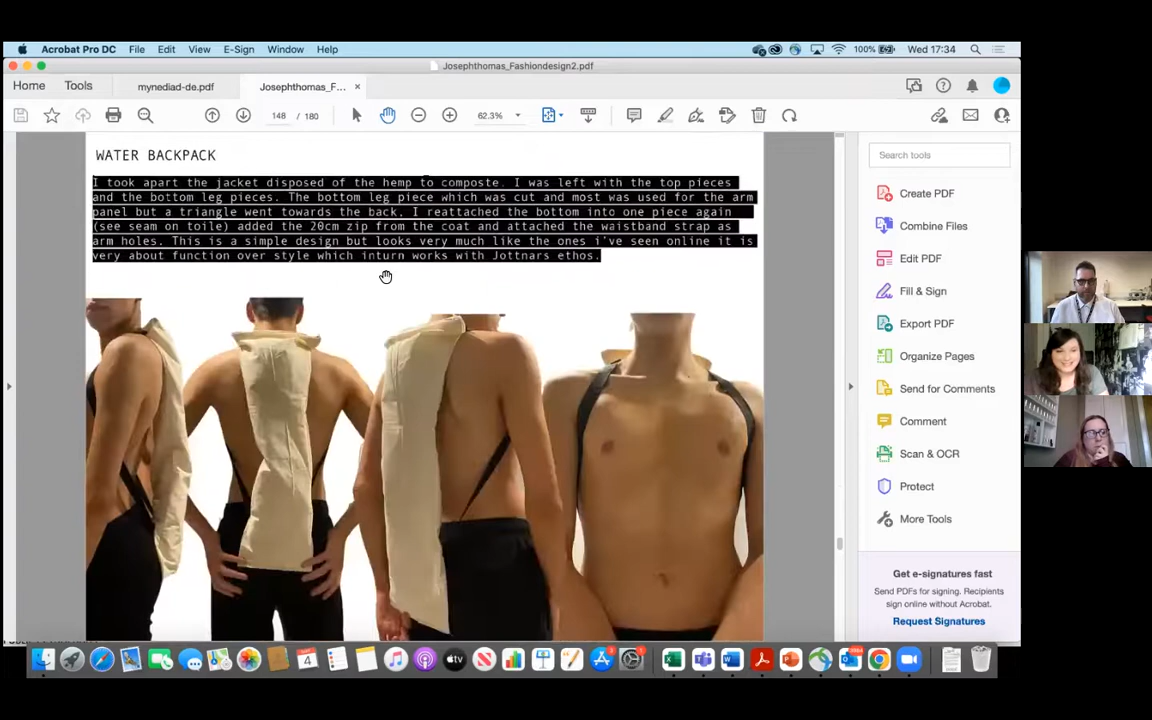 Acrobat Pro DC File Edit View E-Sign Window Help 100% Wed 17:34
Josephthomas_Fashiondesign2.pdf
Home Tools mynediad-de.pdf Josephthomas_F... ×
148 / 180 62.3%
WATER BACKPACK
I took apart the jacket disposed of the hemp to composte. I was left with the top pieces
and the bottom leg pieces. The bottom leg piece which was cut and most was used for the arm
panel but a triangle went towards the back. I reattached the bottom into one piece again
(see seam on toile) added the 20cm zip from the coat and attached the waistband strap as
arm holes. This is a simple design but looks very much like the ones i've seen online it is
very about function over style which inturn works with Jottnars ethos.
Search tools
Create PDF
Combine Files
Edit PDF
Fill & Sign
Export PDF
Organize Pages
Send for Comments
Comment
Scan & OCR
Protect
More Tools
Get e-signatures fast
Send PDFs for signing. Recipients
sign online without Acrobat.
Request Signatures